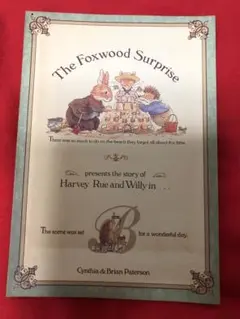 The Foxwood Surprise
There was so much to do on the beach they forgot all about the time.
presents the story of
Harvey Rue and Willy in . . .
The scene was set
B
for a wonderful day.
Cynthia & Brian Paterson